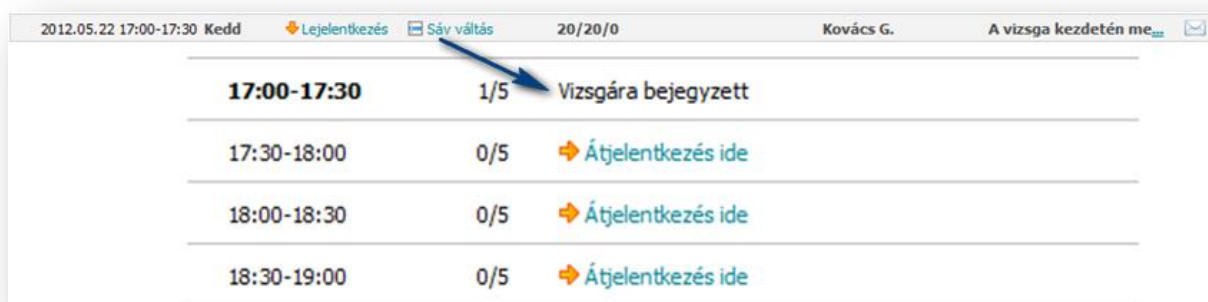 2012.05.22 17:00-17:30 Kedd Lejelentkezés Sáv váltás 20/20/0 Kovács G. A vizsga kezdetén me...
17:00-17:30 1/5 Vizsgára bejegyzett
17:30-18:00 0/5 Átjelentkezés ide
18:00-18:30 0/5 Átjelentkezés ide
18:30-19:00 0/5 Átjelentkezés ide